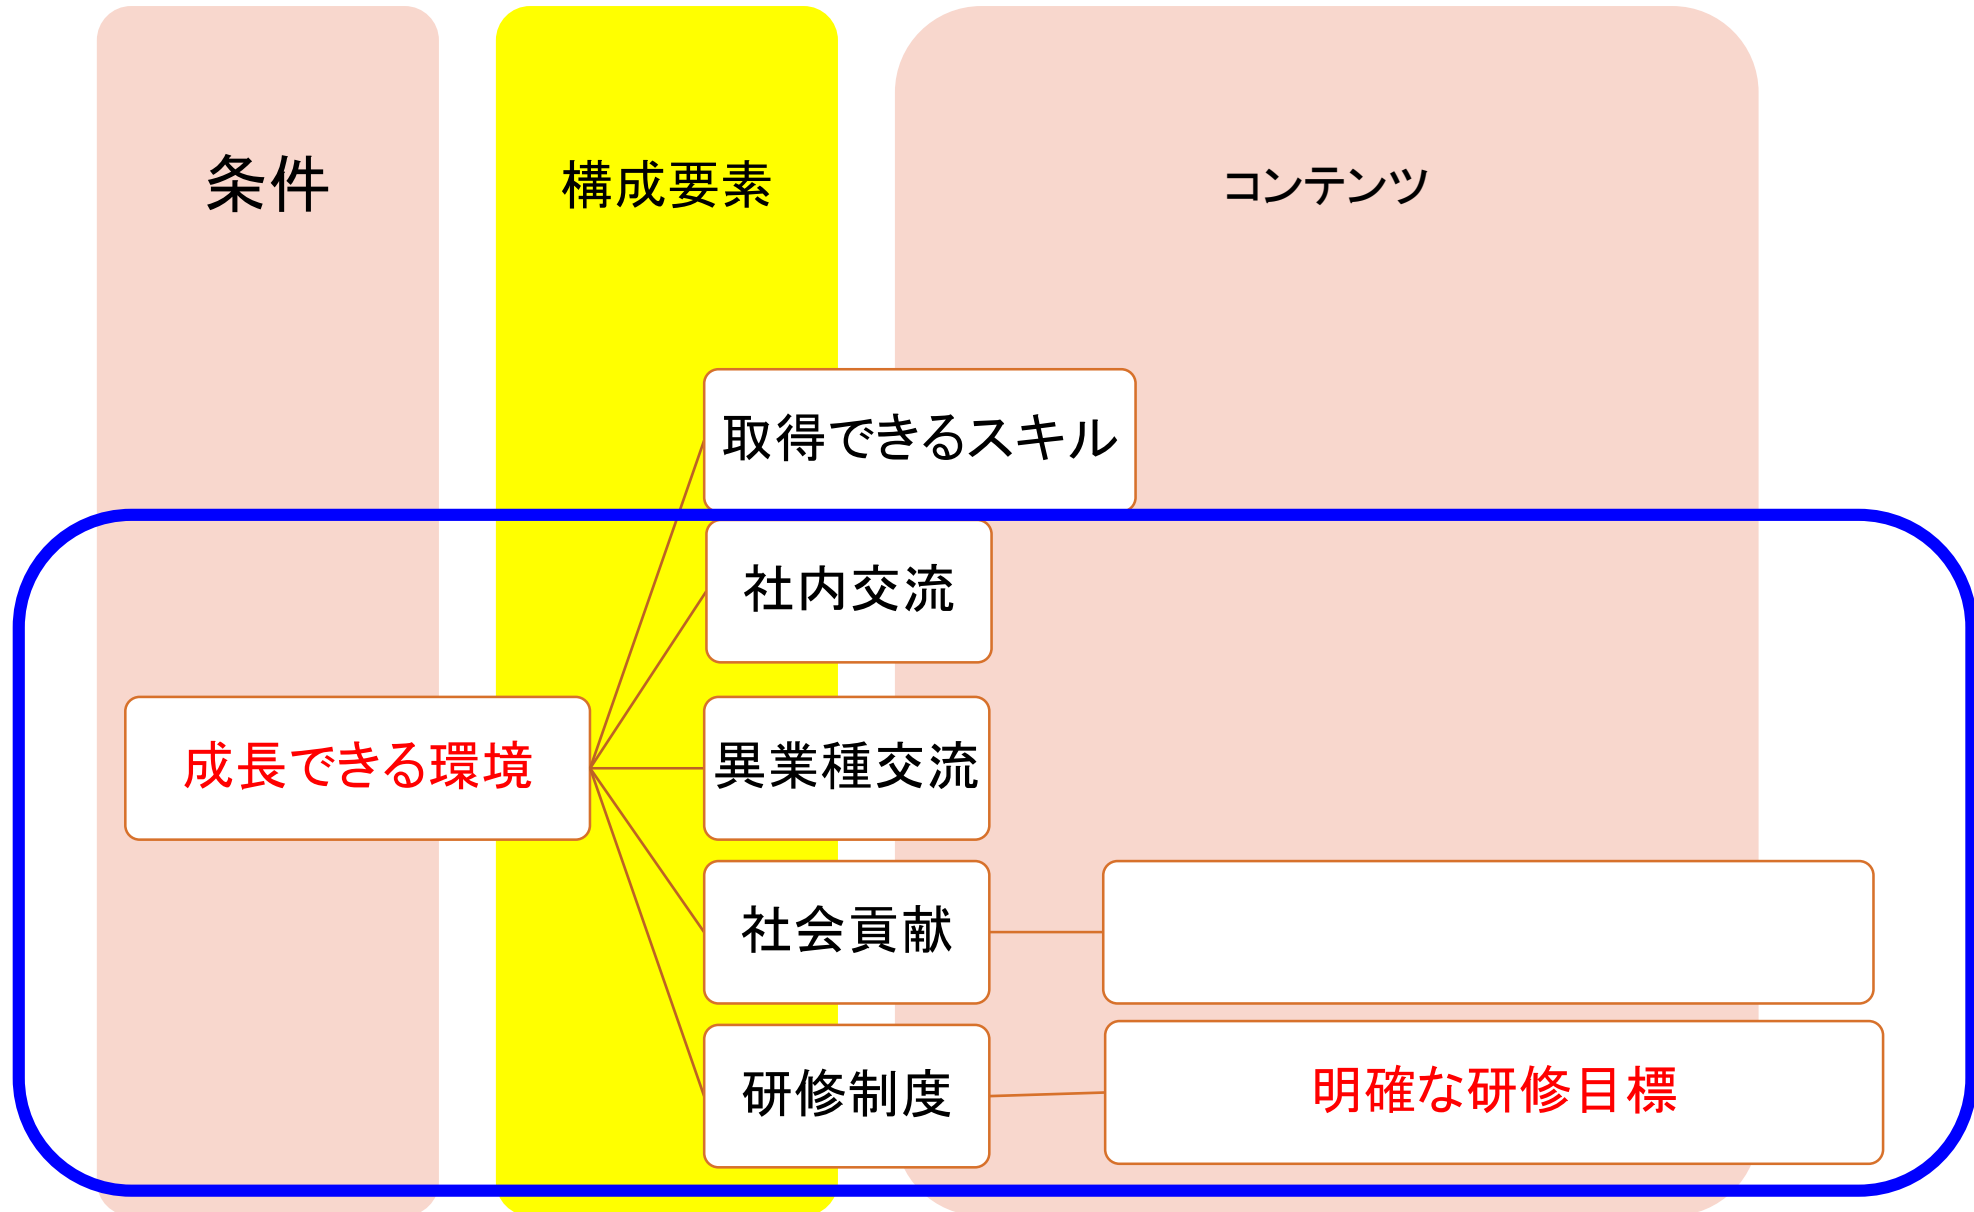 条件
構成要素
コンテンツ
取得できるスキル
社内交流
成長できる環境
異業種交流
社会貢献
研修制度
明確な研修目標